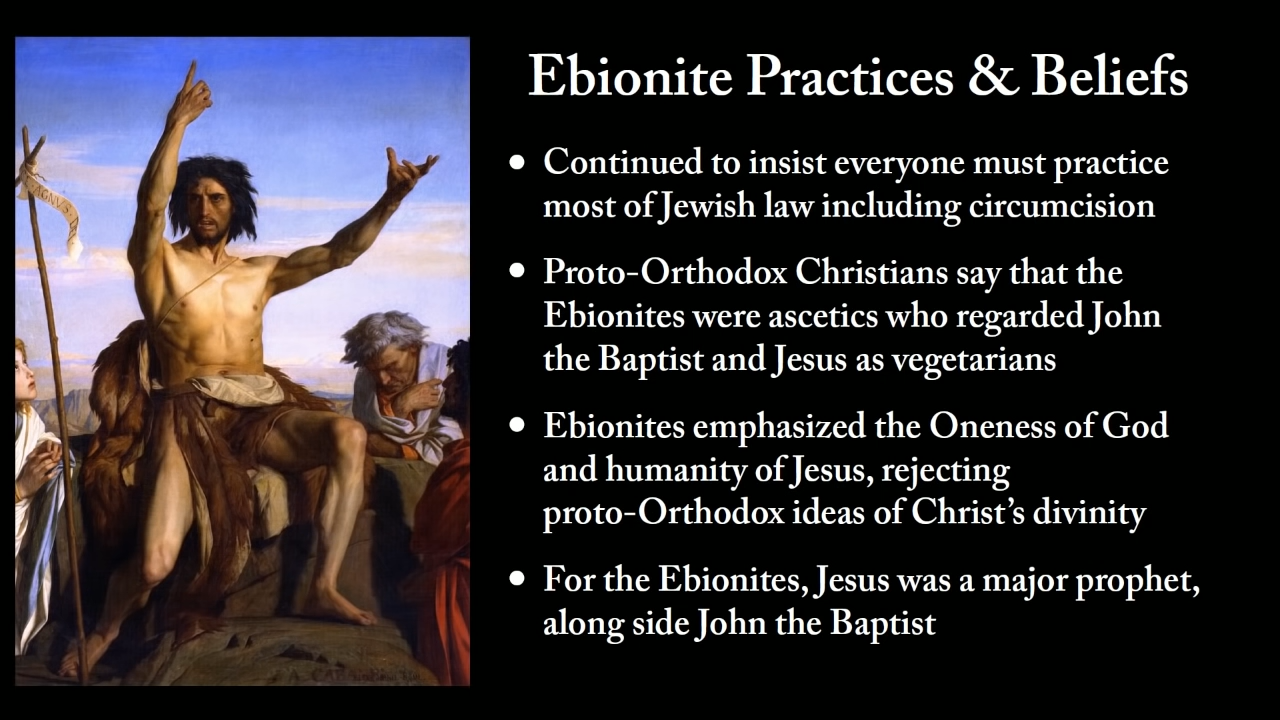 Ebionite Practices & Beliefs
• Continued to insist everyone must practice
most of Jewish law including circumcision
• Proto-Orthodox Christians say that the
Ebionites were ascetics who regarded John
the Baptist and Jesus as vegetarians
• Ebionites emphasized the Oneness of God
and humanity of Jesus, rejecting
proto-Orthodox ideas of Christ’s divinity
• For the Ebionites, Jesus was a major prophet,
along side John the Baptist
AGNVS